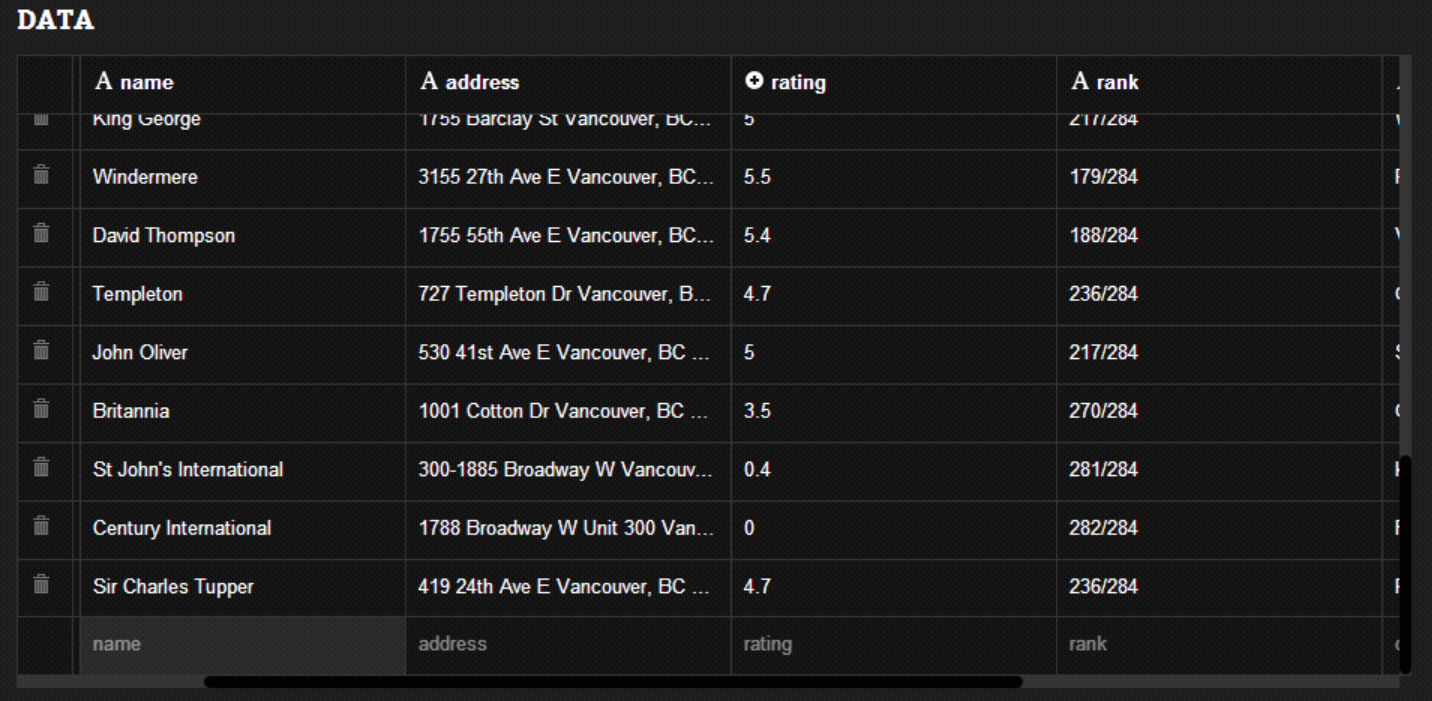 DATA
A name A address rating A rank
King George 1755 Barclay St Vancouver, BC... 5 217/284
Windermere 3155 27th Ave E Vancouver, BC... 5.5 179/284
David Thompson 1755 55th Ave E Vancouver, BC... 5.4 188/284
Templeton 727 Templeton Dr Vancouver, B... 4.7 236/284
John Oliver 530 41st Ave E Vancouver, BC ... 5 217/284
Britannia 1001 Cotton Dr Vancouver, BC ... 3.5 270/284
St John's International 300-1885 Broadway W Vancouv... 0.4 281/284
Century International 1788 Broadway W Unit 300 Van... 0 282/284
Sir Charles Tupper 419 24th Ave E Vancouver, BC ... 4.7 236/284
name address rating rank